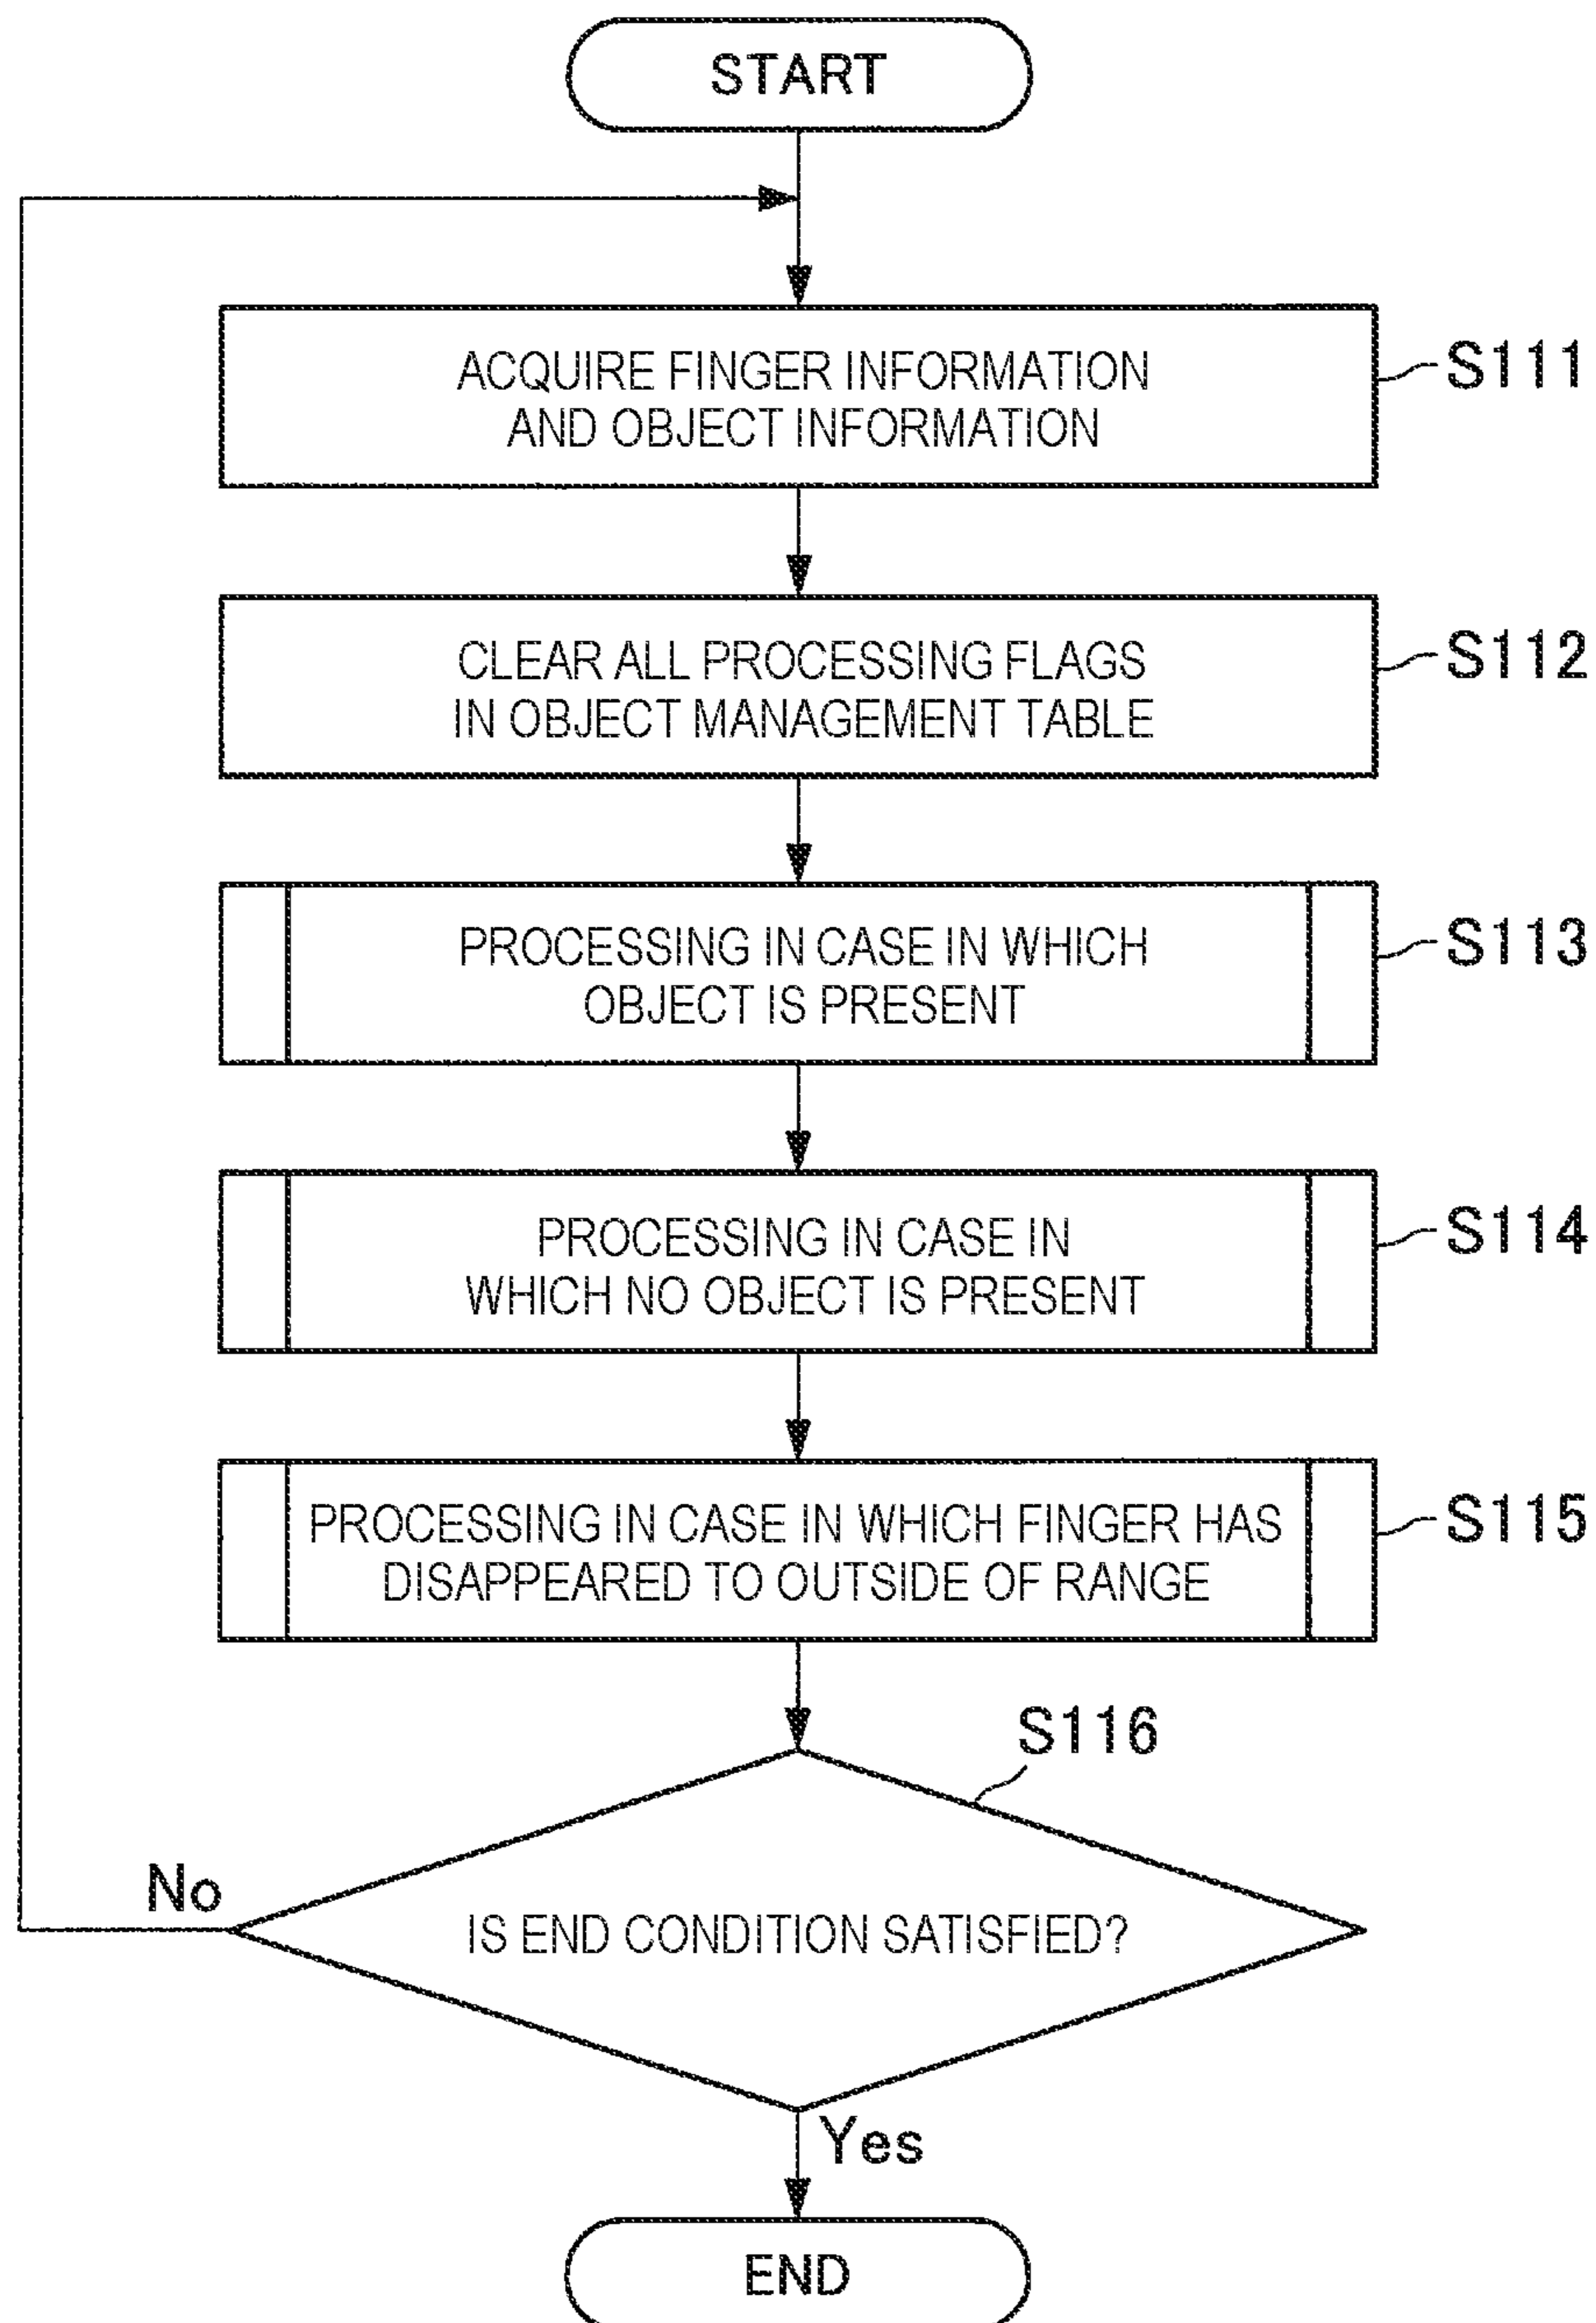 START
ACQUIRE FINGER INFORMATION
AND OBJECT INFORMATION
S111
CLEAR ALL PROCESSING FLAGS
IN OBJECT MANAGEMENT TABLE
S112
PROCESSING IN CASE IN WHICH
OBJECT IS PRESENT
S113
PROCESSING IN CASE IN
WHICH NO OBJECT IS PRESENT
S114
PROCESSING IN CASE IN WHICH FINGER HAS
DISAPPEARED TO OUTSIDE OF RANGE
S115
S116
No
IS END CONDITION SATISFIED?
Yes
END